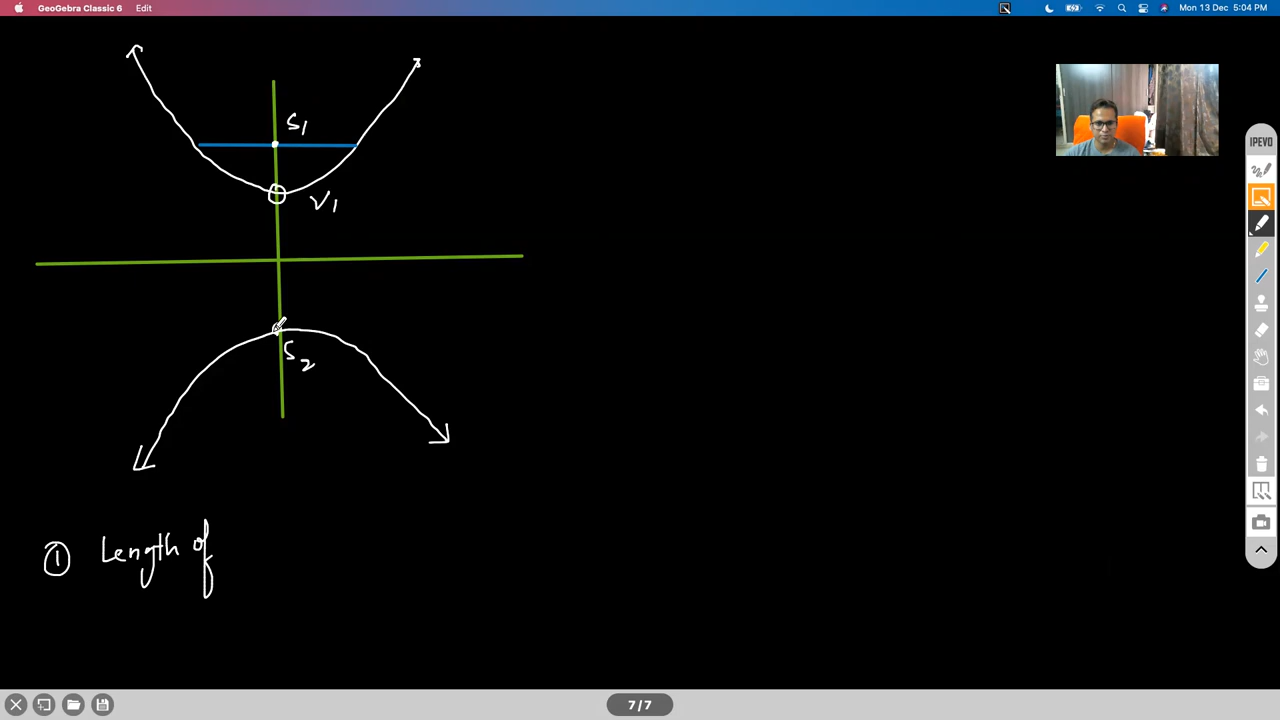 GeoGebra Classic 6 Edit
Mon 13 Dec 5:04 PM
S1
IPEVO
V1
S2
① Length of
7/7